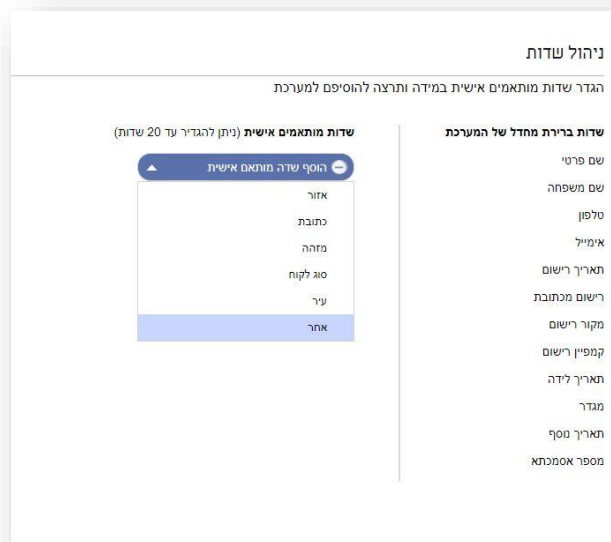 ניהול שדות
הגדר שדות מותאמים אישית במידה ותרצה להוסיפם למערכת
שדות ברירת מחדל של המערכת
שם פרטי
שם משפחה
טלפון
אימייל
תאריך רישום
רישום מכתובת
מקור רישום
קמפיין רישום
תאריך לידה
מגדר
תאריך נוסף
מספר אסמכתא
שדות מותאמים אישית (ניתן להגדיר עד 20 שדות)
הוסף שדה מותאם אישית
אזור
כתובת
מזהה
סוג לקוח
עיר
אחר